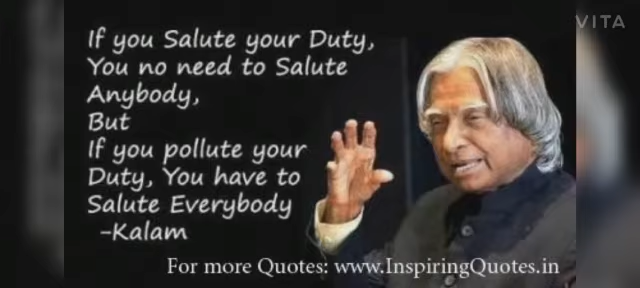 VITA
If you Salute your Duty,
You no need to Salute
Anybody,
But
If you pollute your
Duty, You have to
Salute Everybody
-Kalam
For more Quotes: www.InspiringQuotes.in